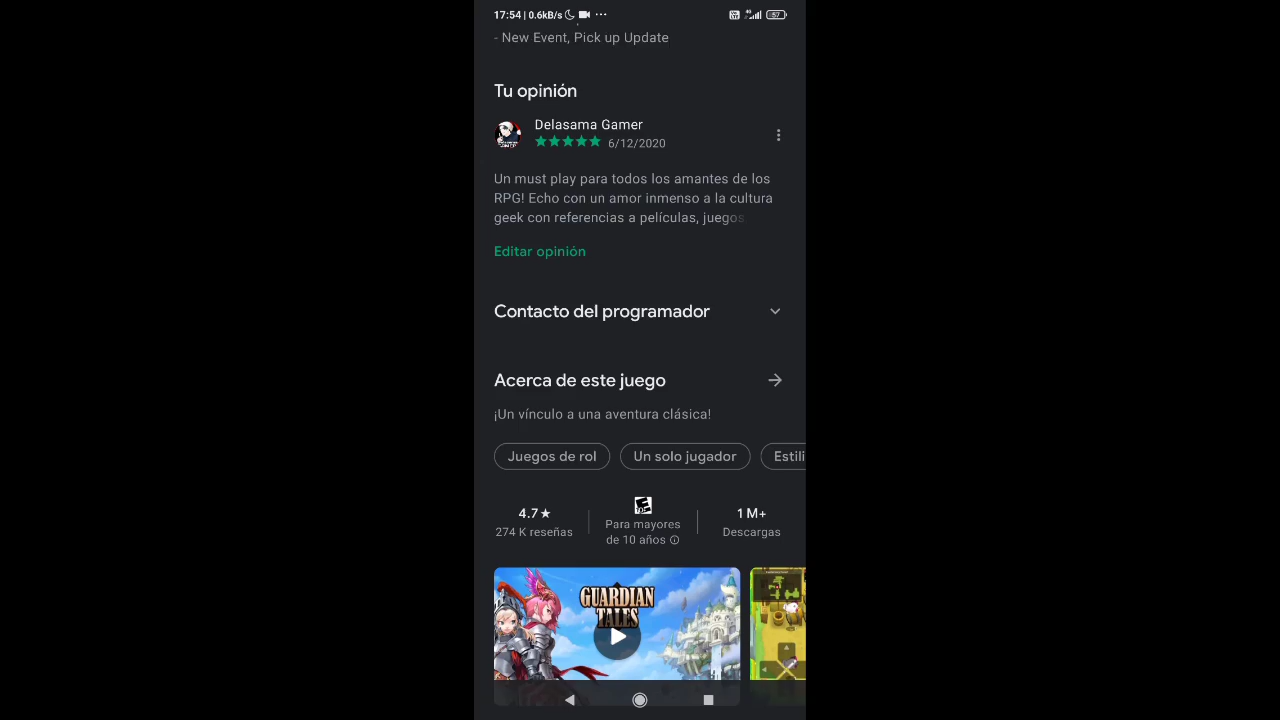 17:54 | 0.6kB/s
4G
57
- New Event, Pick up Update
Tu opinión
Delasama Gamer
6/12/2020
Un must play para todos los amantes de los
RPG! Echo con un amor inmenso a la cultura
geek con referencias a películas, juegos
Editar opinión
Contacto del programador
Acerca de este juego
¡Un vínculo a una aventura clásica!
Juegos de rol
Un solo jugador
Estili
4.7★
274 K reseñas
Para mayores
de 10 años
1 M+
Descargas
GUARDIAN
TALES